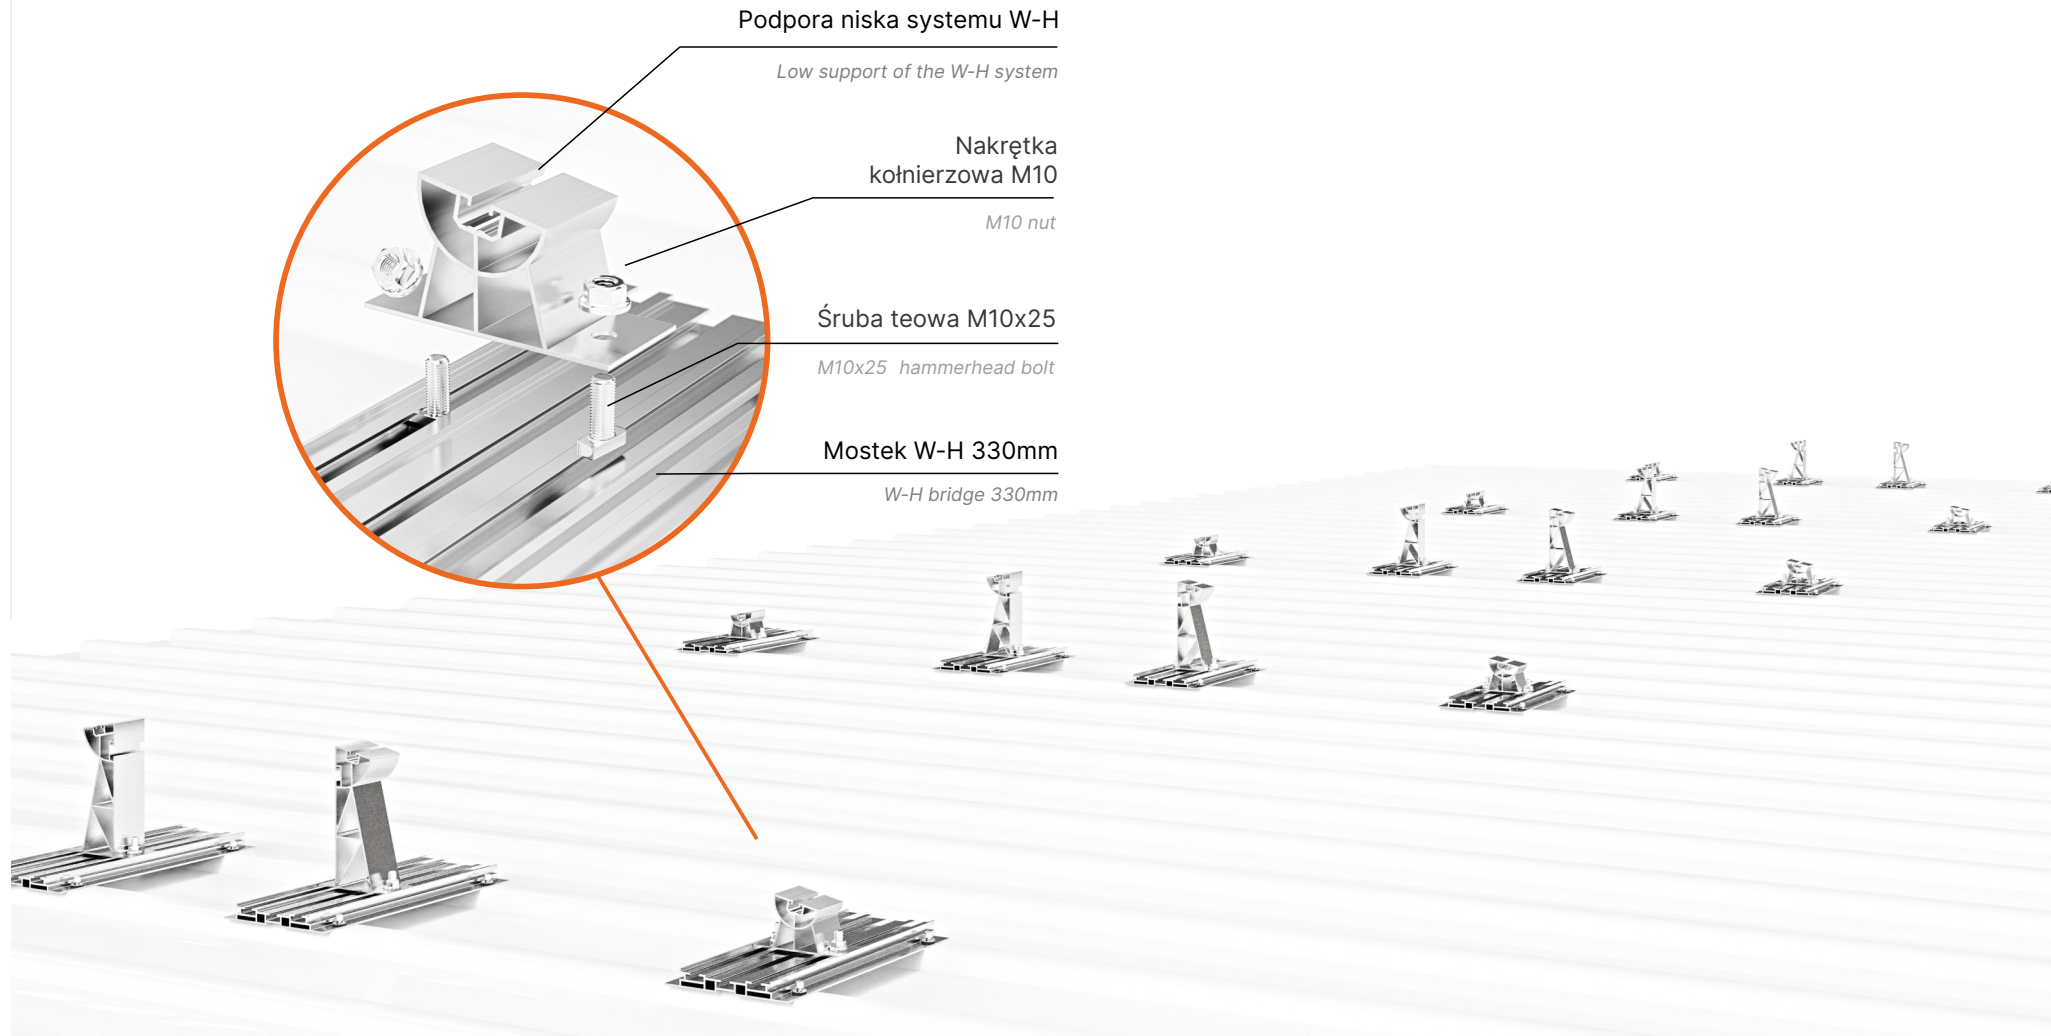 Podpora niska systemu W-H
Low support of the W-H system
Nakrętka
kołnierzowa M10
M10 nut
Śruba teowa M10x25
M10x25 hammerhead bolt
Mostek W-H 330mm
W-H bridge 330mm